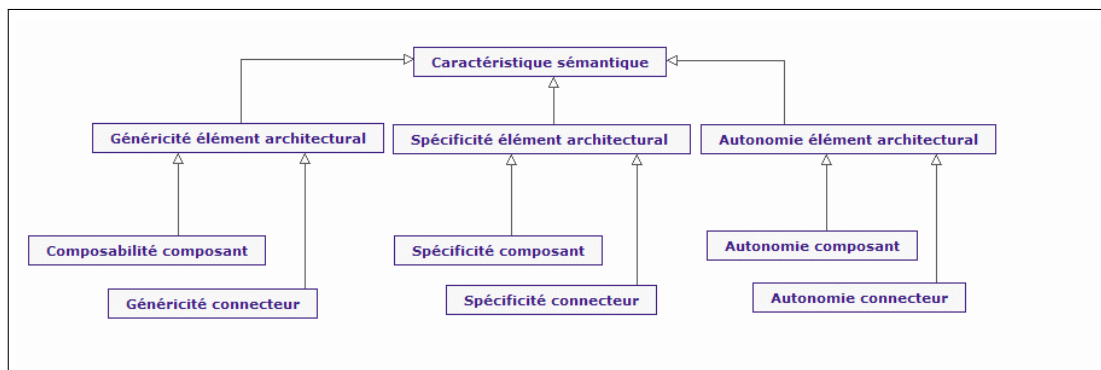 Caractéristique sémantique
Généricité élément architectural
Spécificité élément architectural
Autonomie élément architectural
Composabilité composant
Spécificité composant
Autonomie composant
Généricité connecteur
Spécificité connecteur
Autonomie connecteur